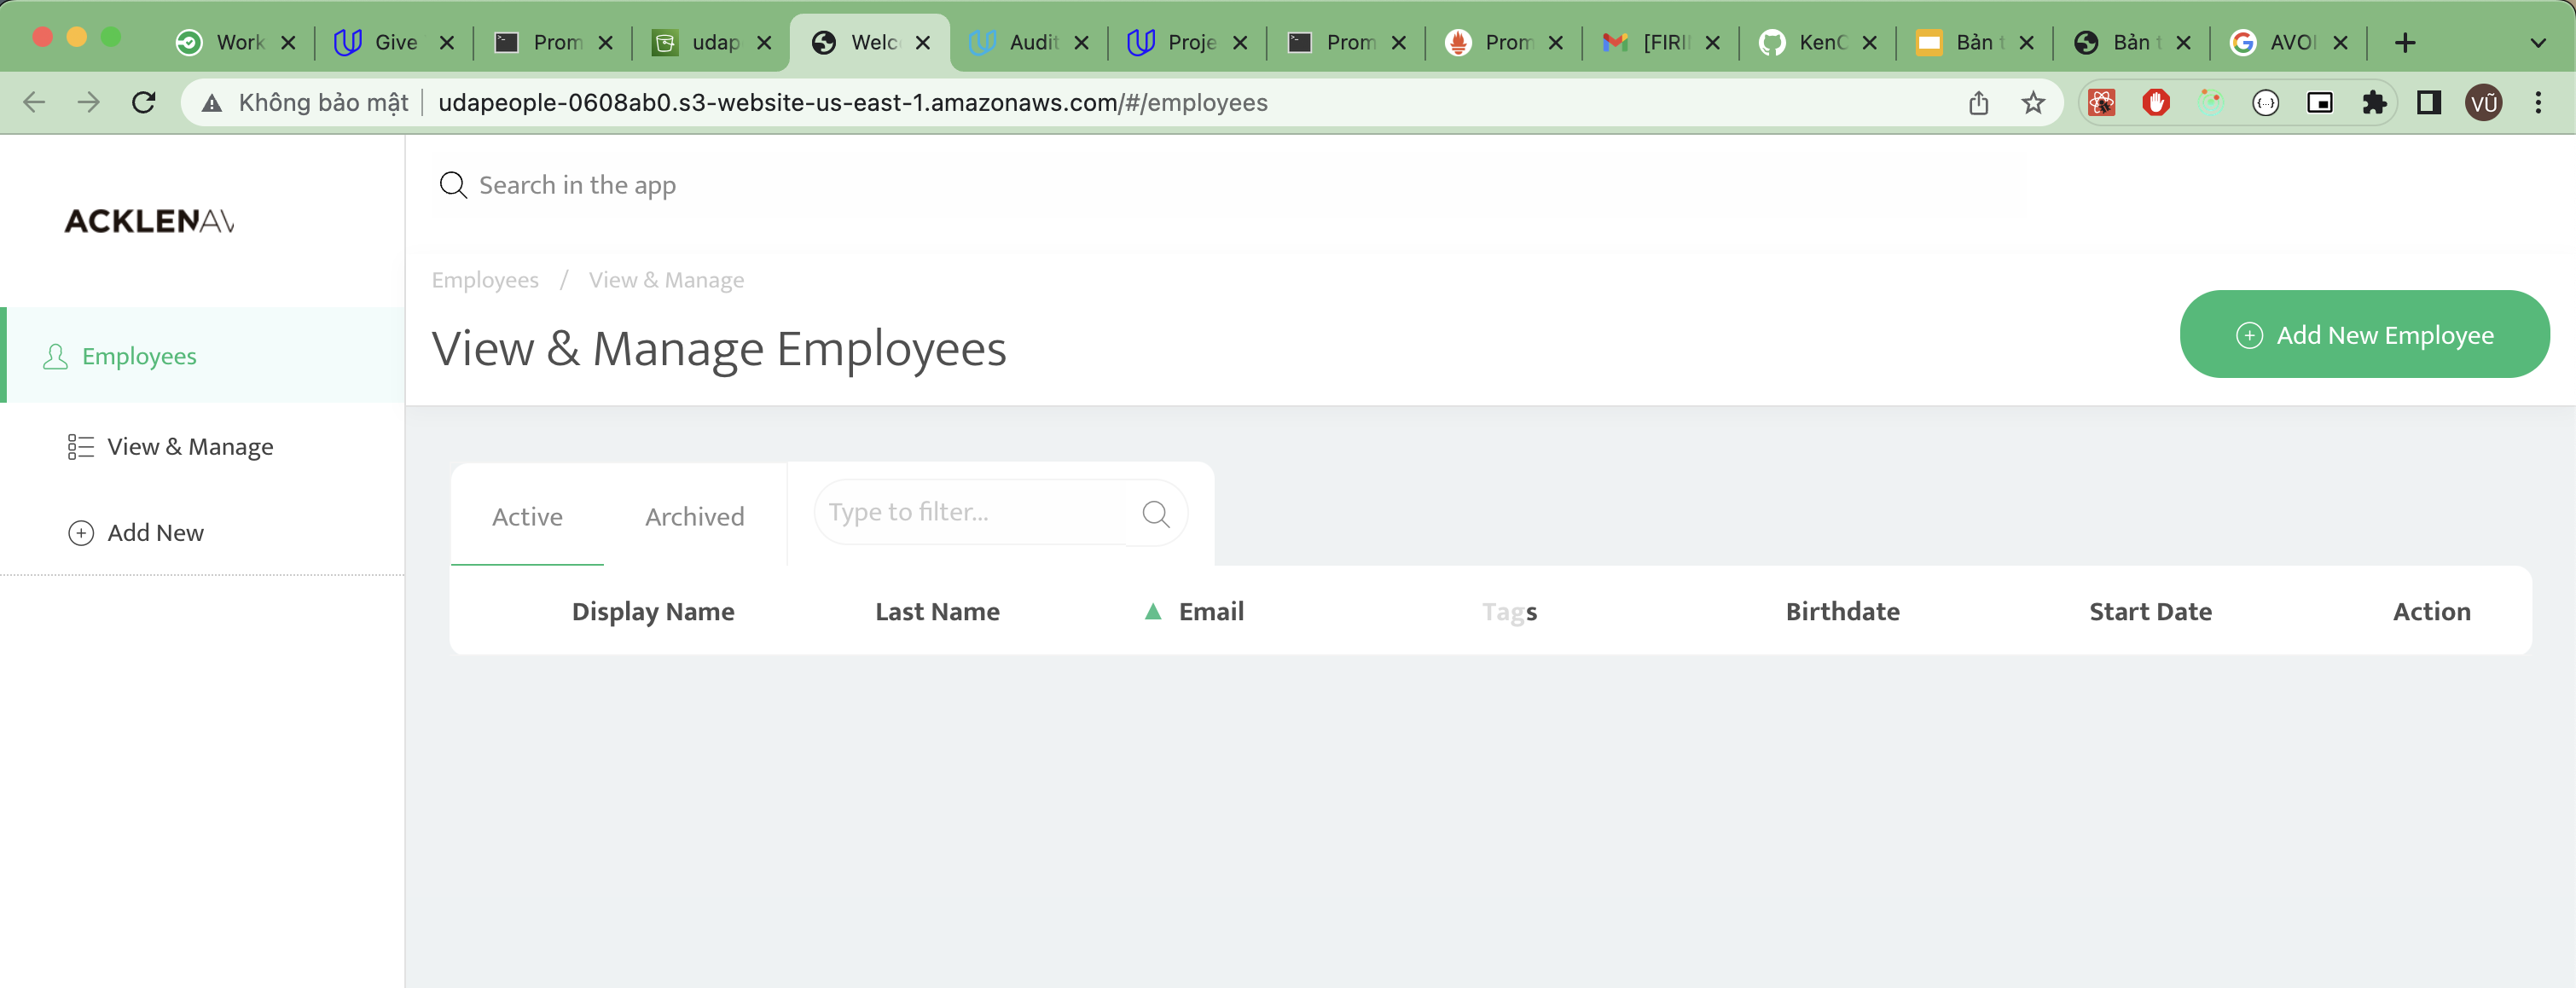 Work
Give
Prom
udap
Welc
Audit
Proje
Prom
Prom
[FIRI
KenC
Bản t
Bản t
AVOI
Không bảo mật
udapeople-0608ab0.s3-website-us-east-1.amazonaws.com/#/employees
VŨ
ACKLENAV
Search in the app
Employees / View & Manage
View & Manage Employees
Add New Employee
Employees
View & Manage
Add New
Active
Archived
Type to filter...
Display Name
Last Name
Email
Tags
Birthdate
Start Date
Action